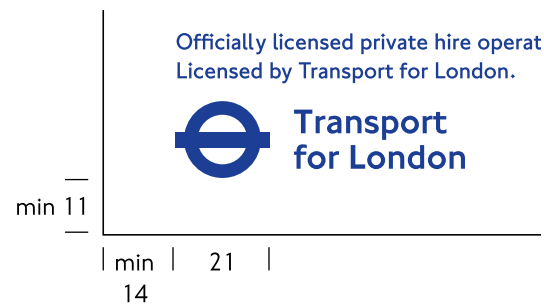 Officially licensed private hire operat
Licensed by Transport for London.
Transport
for London
min 11
min 21
14